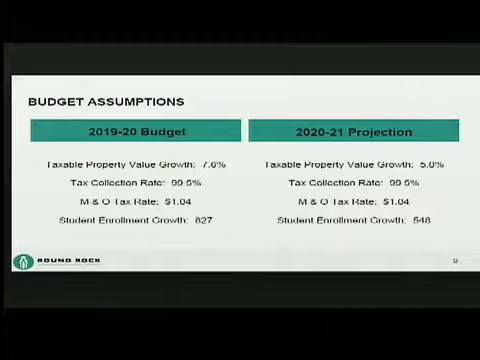 BUDGET ASSUMPTIONS
2019-20 Budget
Taxable Property Value Growth: 7.6%
Tax Collection Rate: 99.5%
M & O Tax Rate: $1.04
Student Enrollment Growth: 827
2020-21 Projection
Taxable Property Value Growth: 5.0%
Tax Collection Rate: 99.5%
M & O Tax Rate: $1.04
Student Enrollment Growth: 548
ROUND ROCK
9